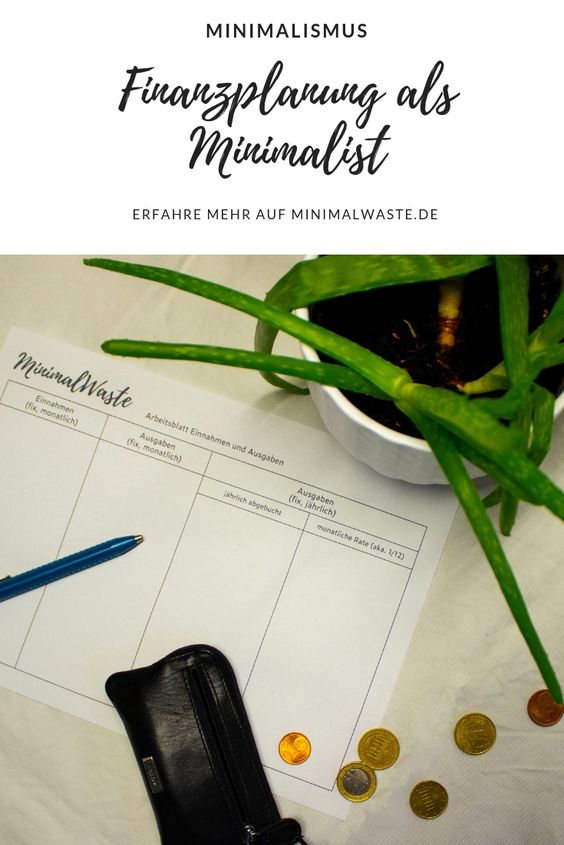 MINIMALISMUS
Finanzplanung als
Minimalist
ERFAHRE MEHR AUF MINIMALWASTE.DE
MinimalWaste
Arbeitsblatt Einnahmen und Ausgaben
Einnahmen
(fix, monatlich)
Ausgaben
(fix, monatlich)
Ausgaben
(fix, jährlich)
jährlich abgebucht
monatliche Rate (aka. 1/12)